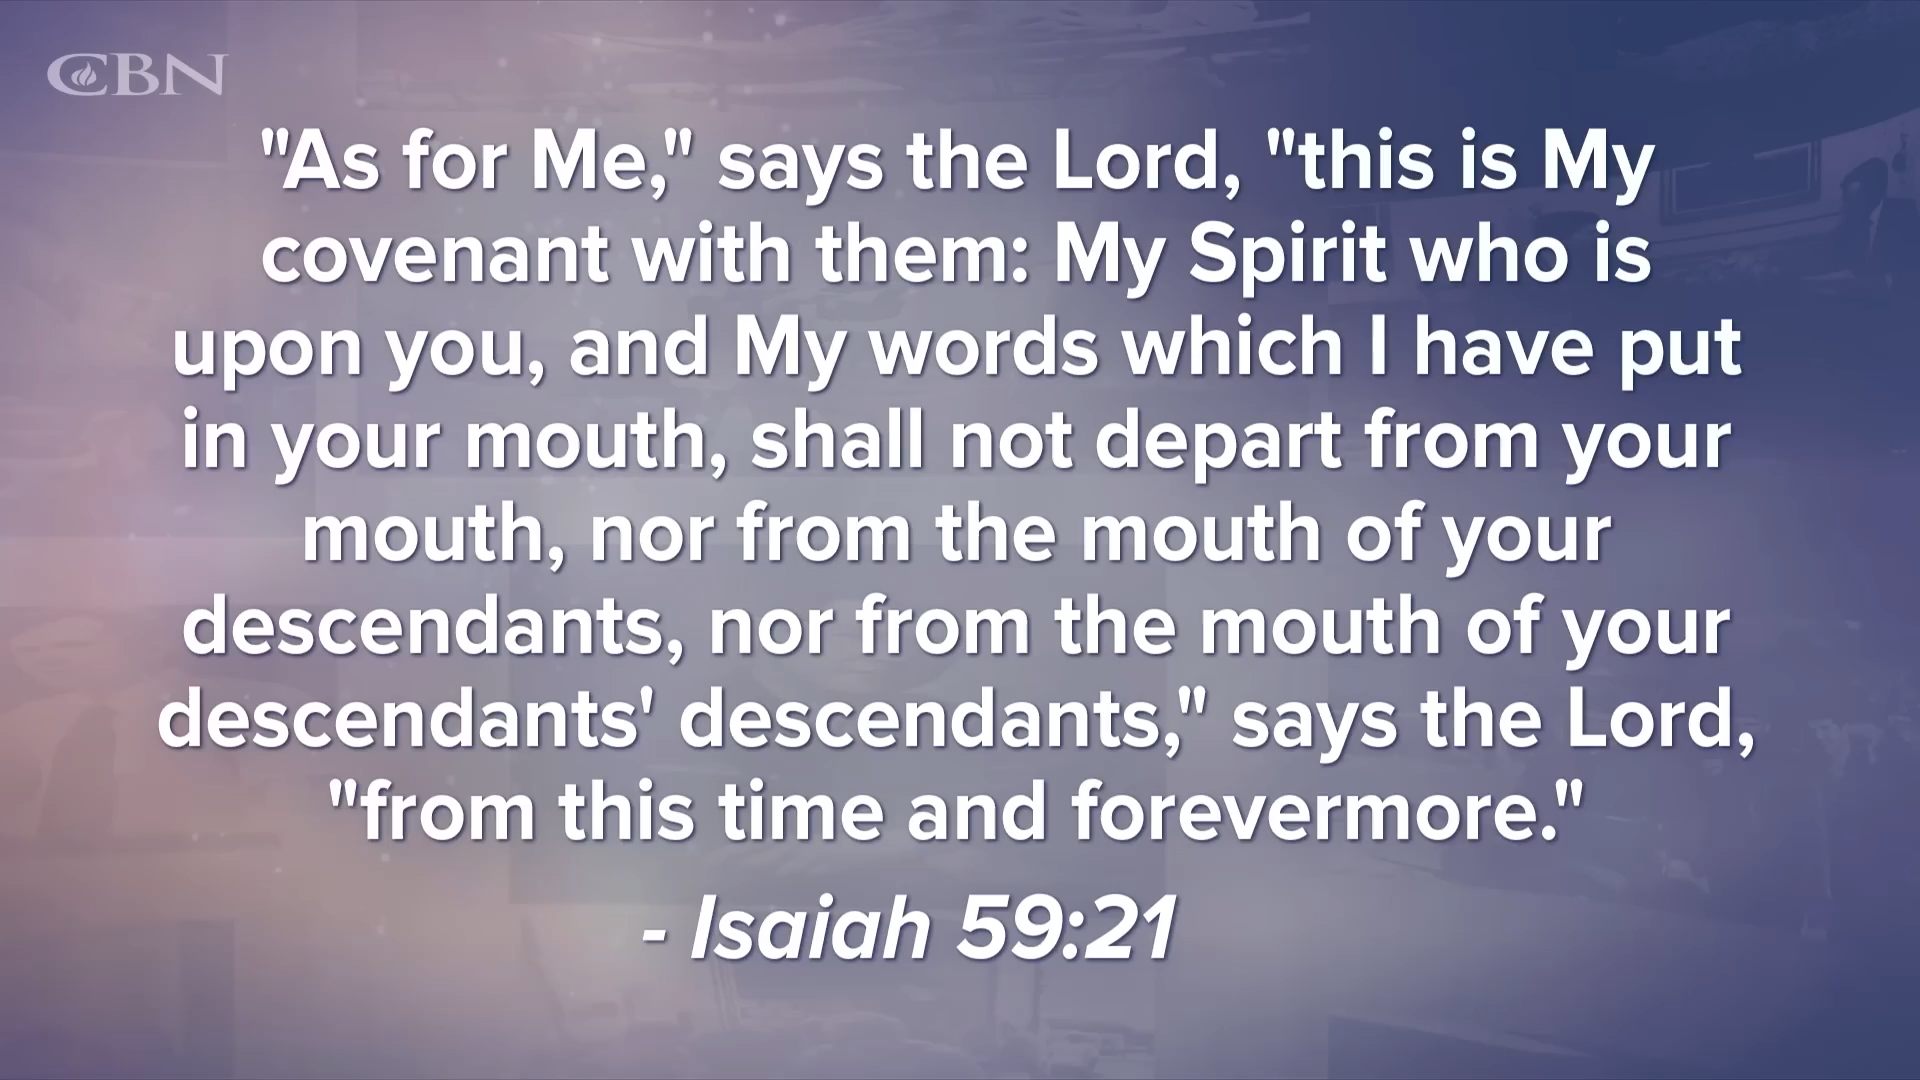 CBN
"As for Me," says the Lord, "this is My
covenant with them: My Spirit who is
upon you, and My words which I have put
in your mouth, shall not depart from your
mouth, nor from the mouth of your
descendants, nor from the mouth of your
descendants' descendants," says the Lord,
"from this time and forevermore."
- Isaiah 59:21